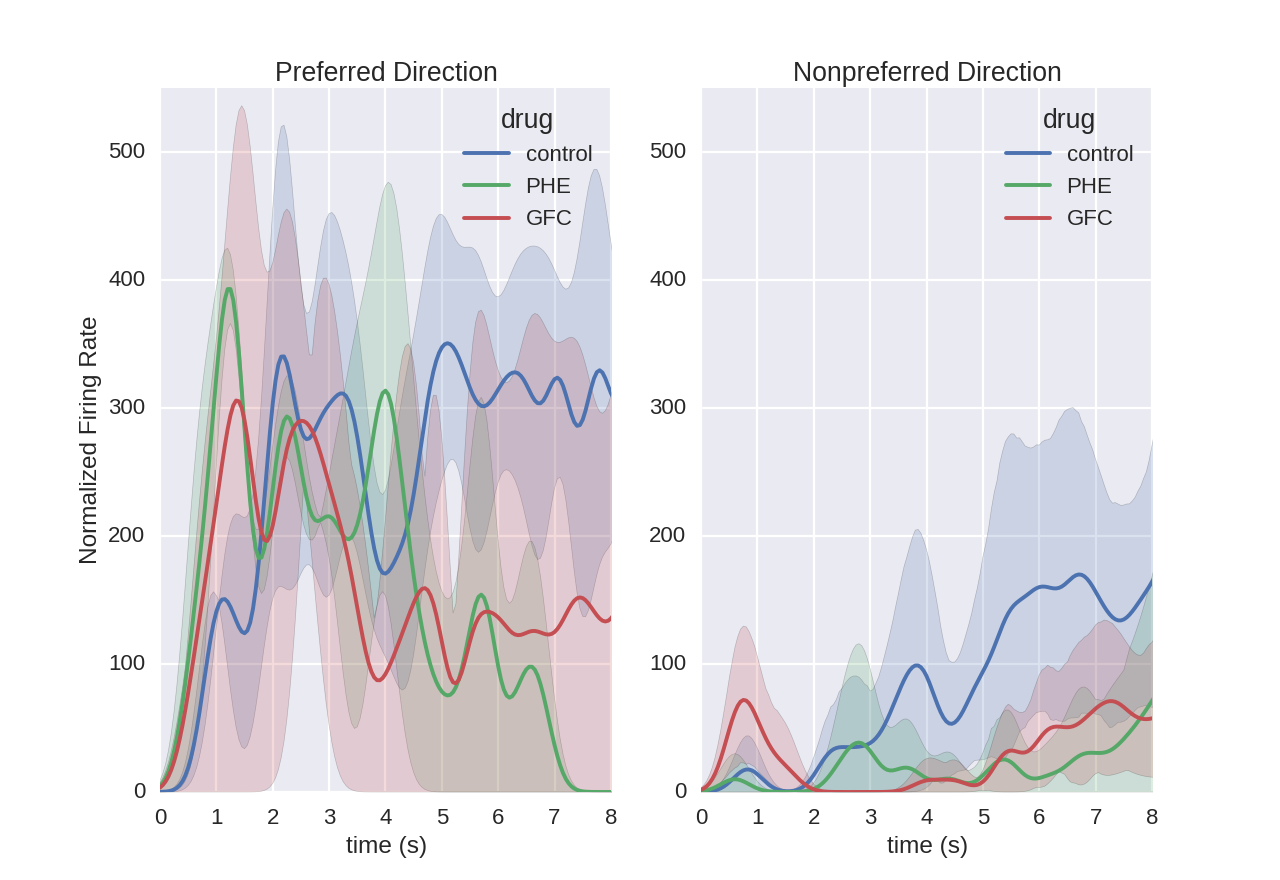 Preferred Direction
Nonpreferred Direction
Normalized Firing Rate
500
400
300
200
100
0
drug
control
PHE
GFC
0 1 2 3 4 5 6 7 8
time (s)
500
400
300
200
100
0
drug
control
PHE
GFC
0 1 2 3 4 5 6 7 8
time (s)